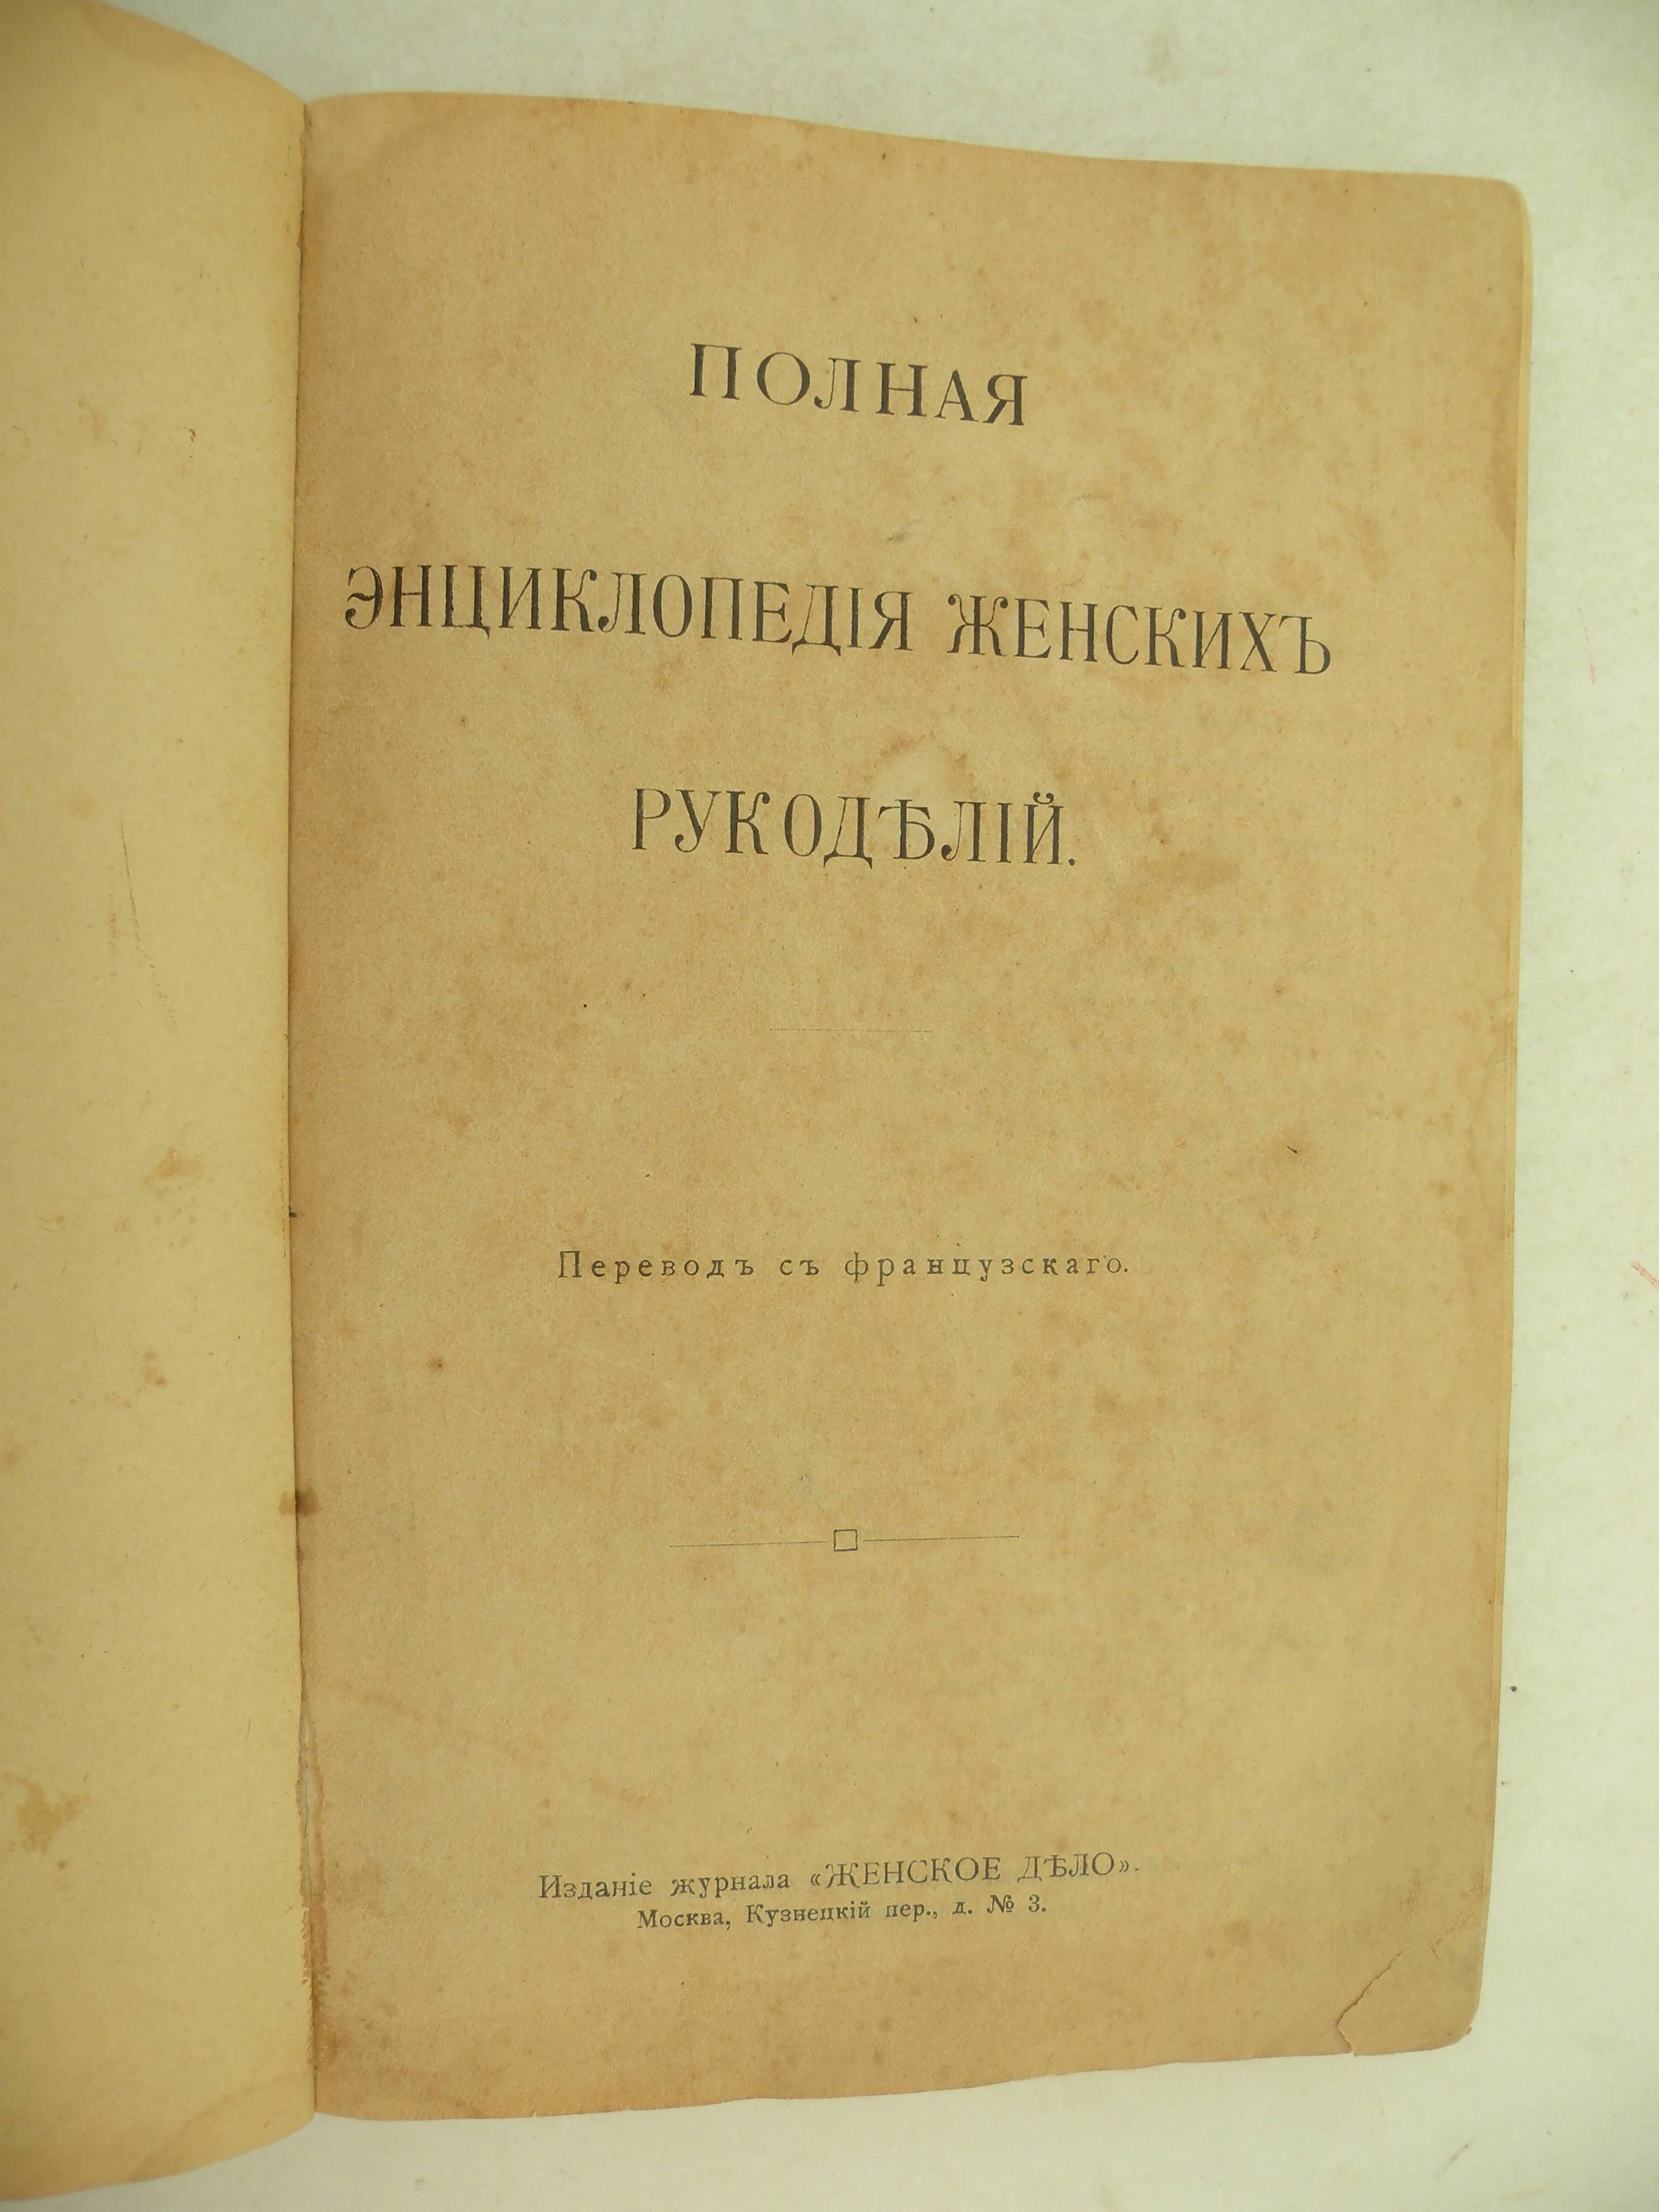 ПОЛНАЯ
ЭНЦИКЛОПЕДІЯ ЖЕНСКИХЪ
РУКОДѢЛІЙ.
Переводъ съ французскаго.
Изданіе журнала «ЖЕНСКОЕ ДѢЛО».
Москва, Кузнецкій пер., д. № 3.